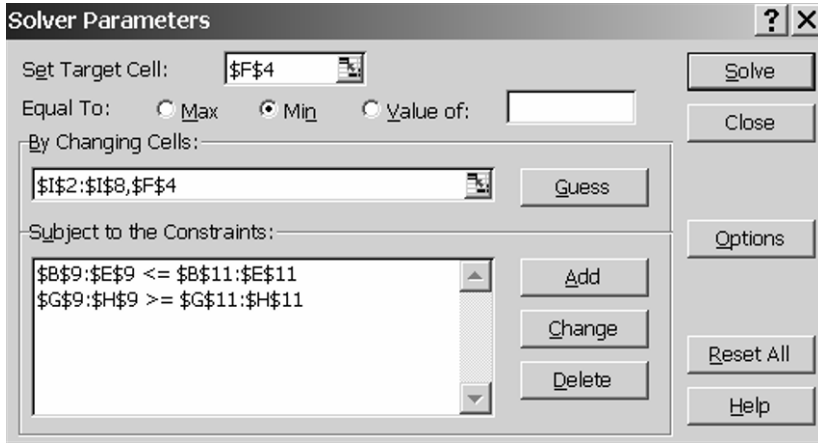 Solver Parameters ? X
Set Target Cell: $F$4 Solve
Equal To: Max Min Value of:
Close
By Changing Cells:
$I$2:$I$8,$F$4 Guess
Subject to the Constraints: Options
$B$9:$E$9 <= $B$11:$E$11 Add
$G$9:$H$9 >= $G$11:$H$11
Change
Reset All
Delete
Help